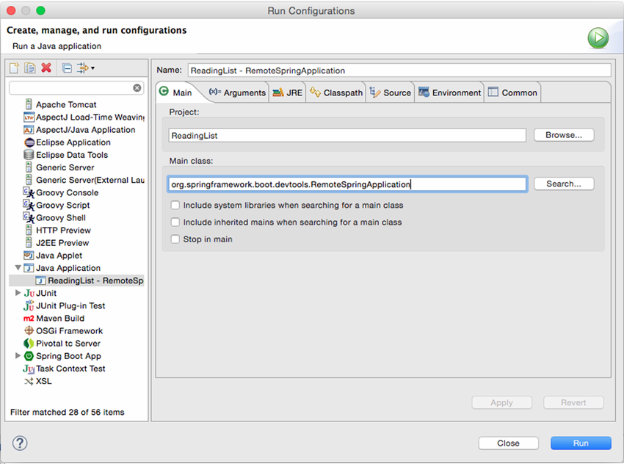 Run Configurations
Create, manage, and run configurations
Run a Java application
Name: ReadingList - RemoteSpringApplication
Main (x)= Arguments JRE Classpath Source Environment Common
Project:
ReadingList Browse...
Main class:
org.springframework.boot.devtools.RemoteSpringApplication Search...
Include system libraries when searching for a main class
Include inherited mains when searching for a main class
Stop in main
Apache Tomcat
AspectJ Load-Time Weaving
AspectJ/Java Application
Eclipse Application
Eclipse Data Tools
Generic Server
Generic Server(External Lau
Groovy Console
Groovy Script
Groovy Shell
HTTP Preview
J2EE Preview
Java Applet
Java Application
ReadingList - RemoteSp
JUnit
JUnit Plug-in Test
Maven Build
OSGi Framework
Pivotal tc Server
Spring Boot App
Task Context Test
XSL
Filter matched 28 of 56 items
Apply Revert
Close Run